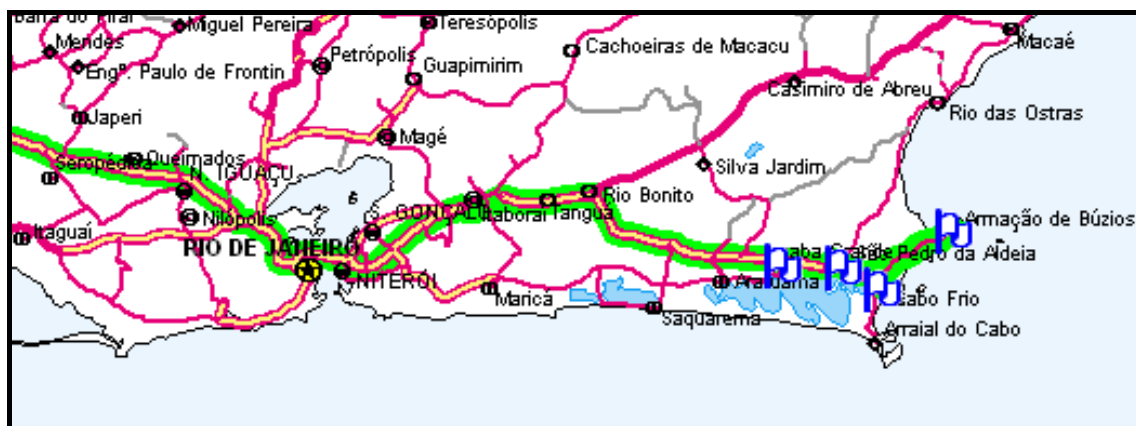 Barra do Piraí
Miguel Pereira
Teresópolis
Macaé
Mendes
Petrópolis
Cachoeiras de Macacu
Engº. Paulo de Frontin
Guapimirim
Casimiro de Abreu
Rio das Ostras
Japeri
Magé
Queimados
Seropédica
N. IGUAÇU
Silva Jardim
Rio Bonito
Nilópolis
S. GONÇALO
Itaboraí
Tanguá
Itaguaí
RIO DE JANEIRO
Armação de Búzios
São Pedro da Aldeia
NITERÓI
Maricá
Araruama
Cabo Frio
Saquarema
Arraial do Cabo